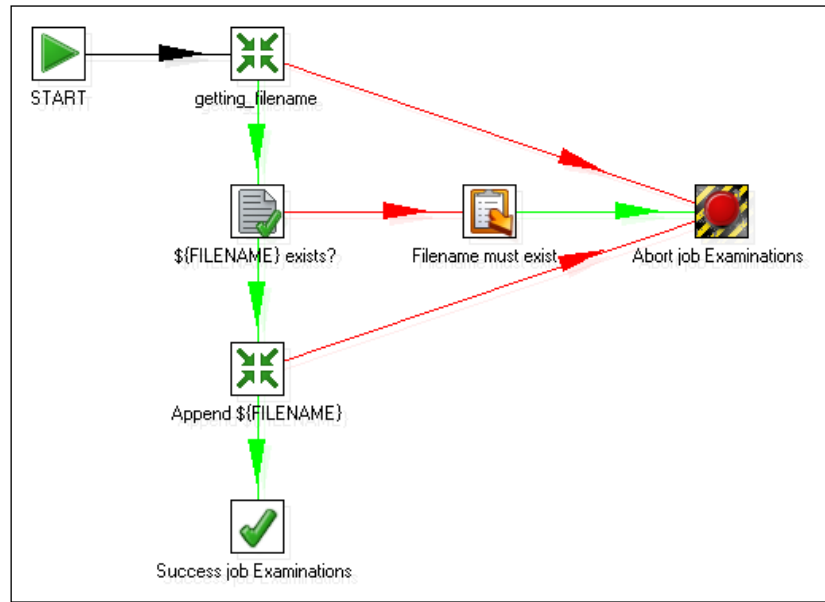 START
getting_filename
${FILENAME} exists?
Filename must exist
Abort job Examinations
Append ${FILENAME}
Success job Examinations